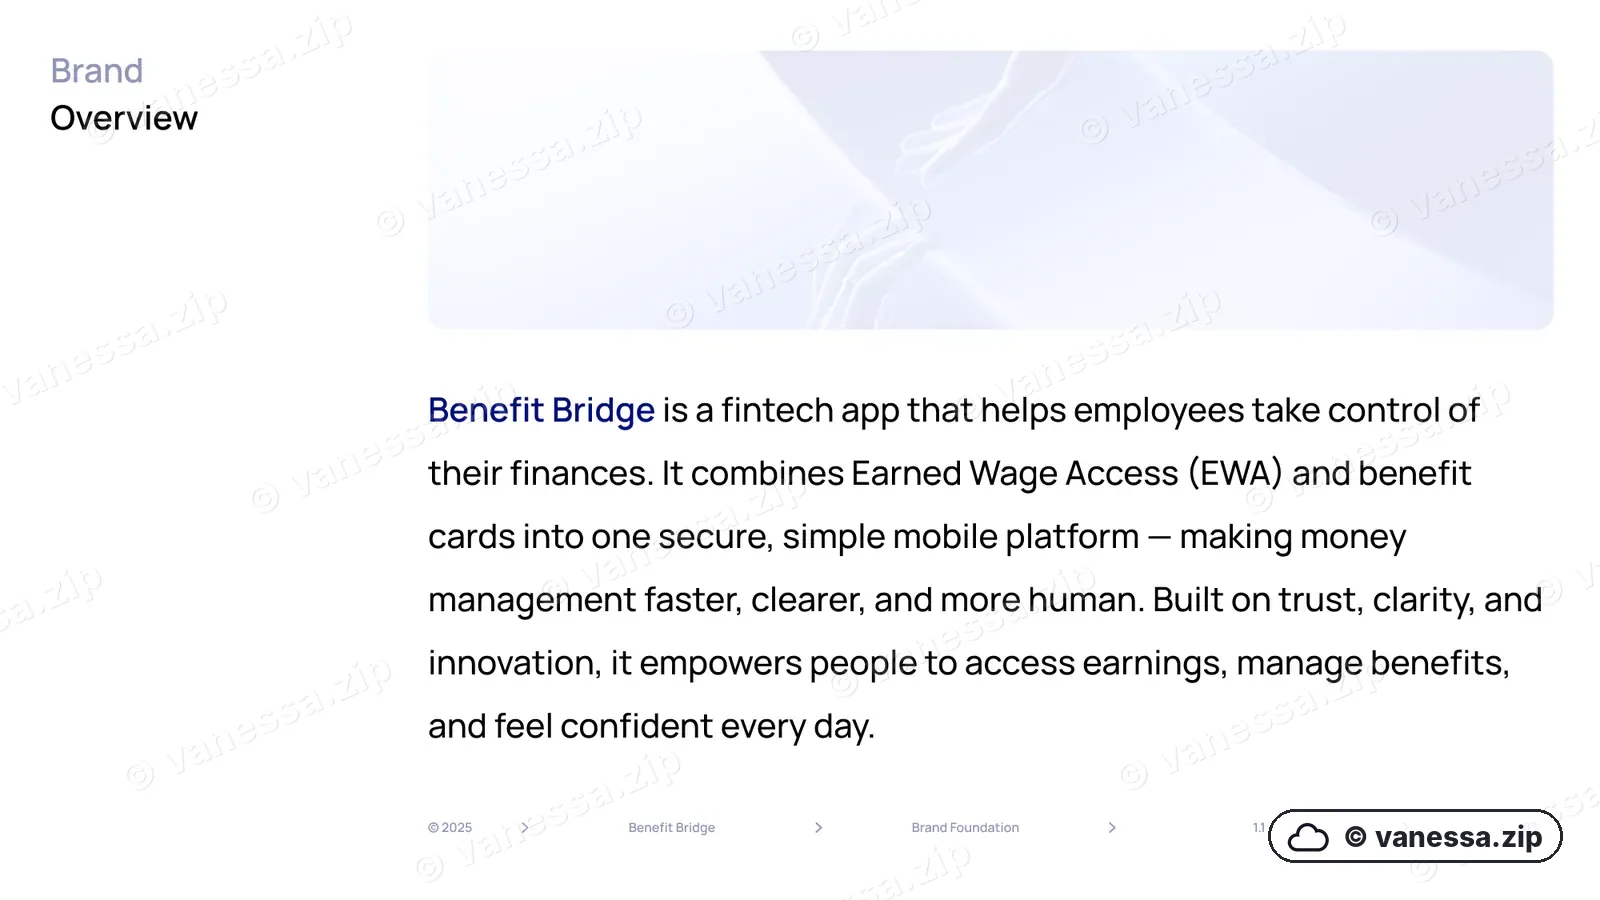 Brand
Overview
Benefit Bridge is a fintech app that helps employees take control of
their finances. It combines Earned Wage Access (EWA) and benefit
cards into one secure, simple mobile platform — making money
management faster, clearer, and more human. Built on trust, clarity, and
innovation, it empowers people to access earnings, manage benefits,
and feel confident every day.
© 2025 > Benefit Bridge > Brand Foundation > 1.1
© vanessa.zip